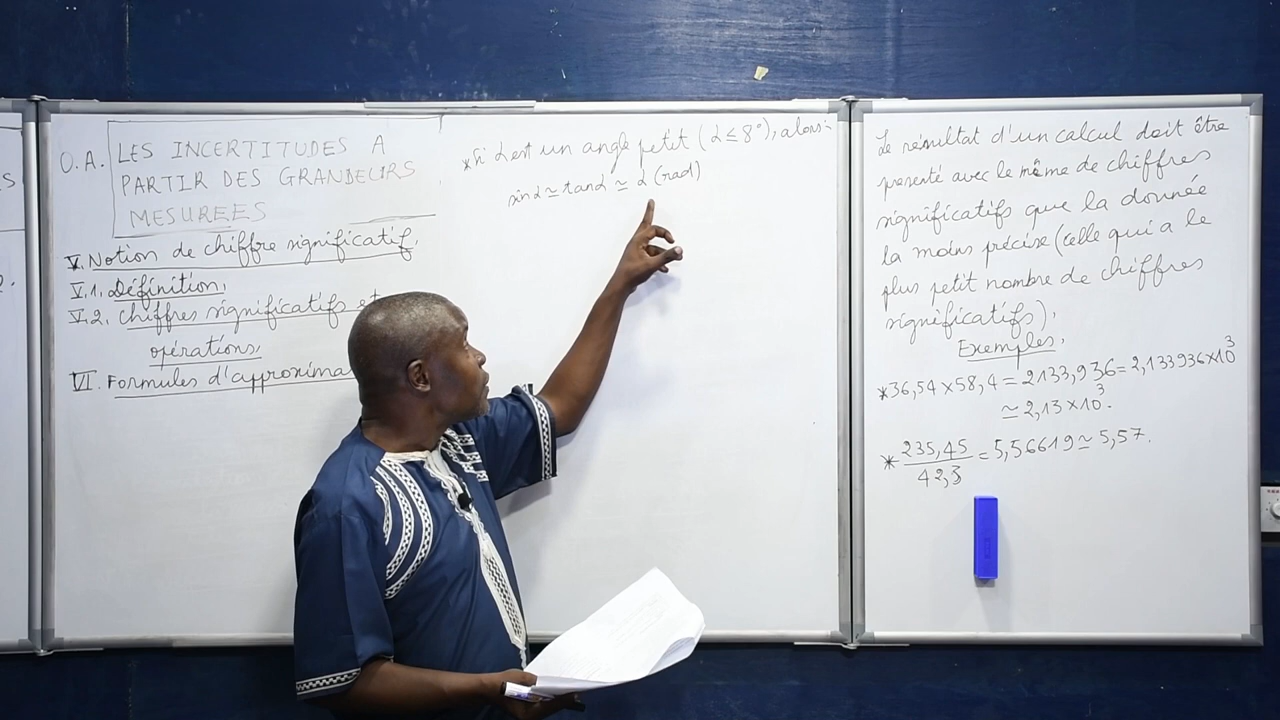 S
2.
O.A. LES INCERTITUDES A
PARTIR DES GRANDEURS
MESUREES
V. Notion de chiffre significatif.
V.1. Définition.
V.2. Chiffres significatifs et
opérations.
VI. Formules d'approxima
*Si α est un angle petit (α ≤ 8°), alors:
sin α ≃ tan α ≃ α (rad)
Le résultat d'un calcul doit être
presenté avec le même de chiffres
significatifs que la donnée
la moins précise (celle qui a le
plus petit nombre de chiffres
significatifs).
Exemples.
*36,54 × 58,4 = 2133,936 = 2,133936×10³
≃ 2,13×10³.
* 235,45 / 42,3 = 5,56619 ≃ 5,57.